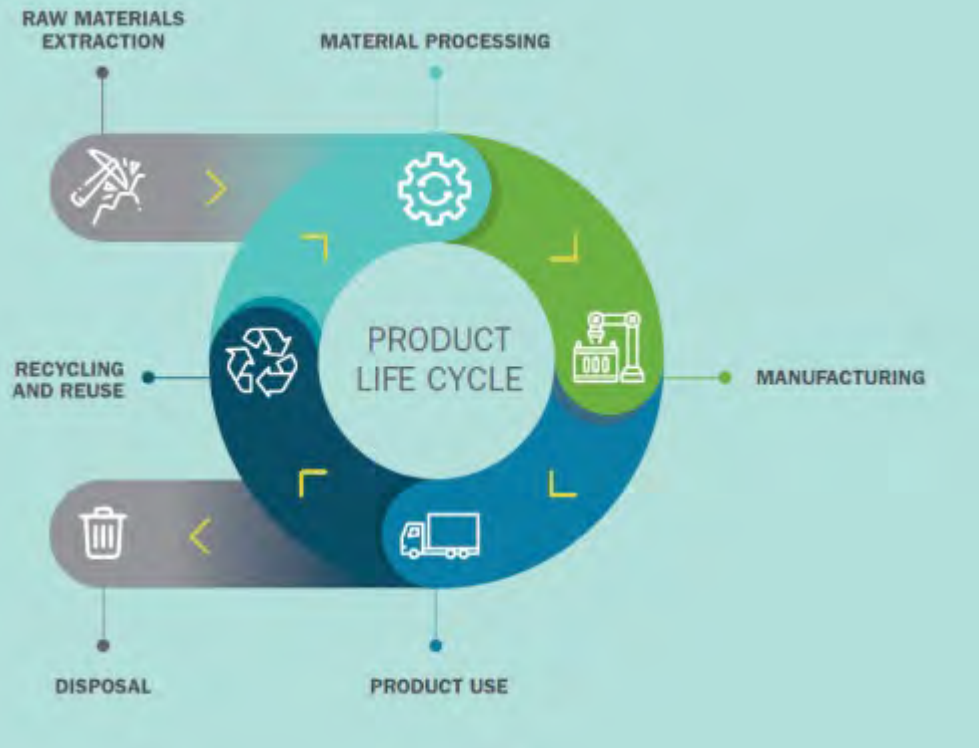 RAW MATERIALS
EXTRACTION
MATERIAL PROCESSING
PRODUCT
LIFE CYCLE
RECYCLING
AND REUSE
MANUFACTURING
DISPOSAL
PRODUCT USE